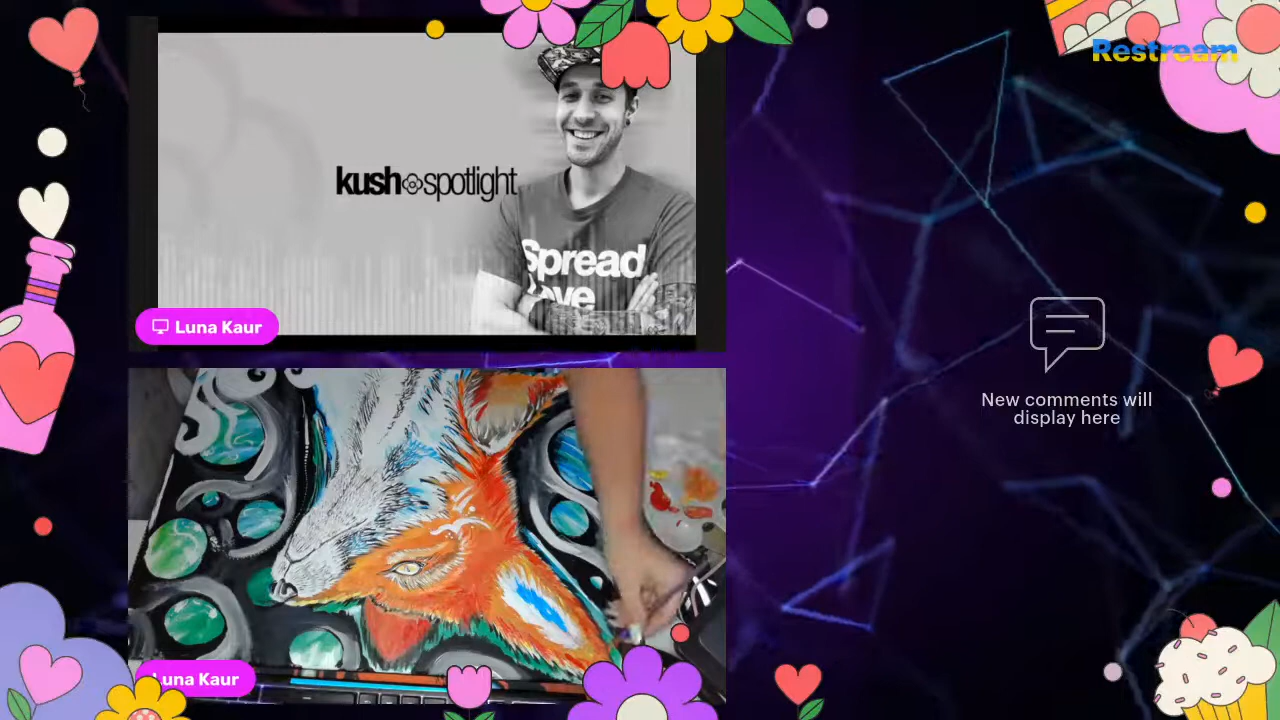 Restream
kush spotlight
Spread
Love
Luna Kaur
New comments will
display here
Luna Kaur